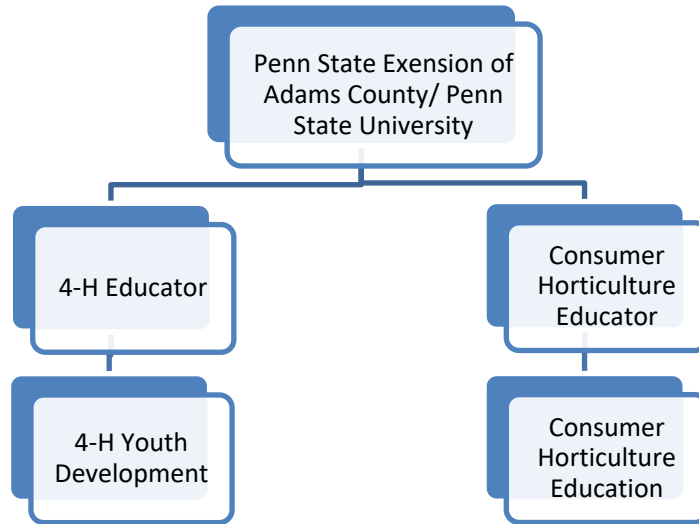 Penn State Exension of
Adams County/ Penn
State University
4-H Educator
Consumer
Horticulture
Educator
4-H Youth
Development
Consumer
Horticulture
Education